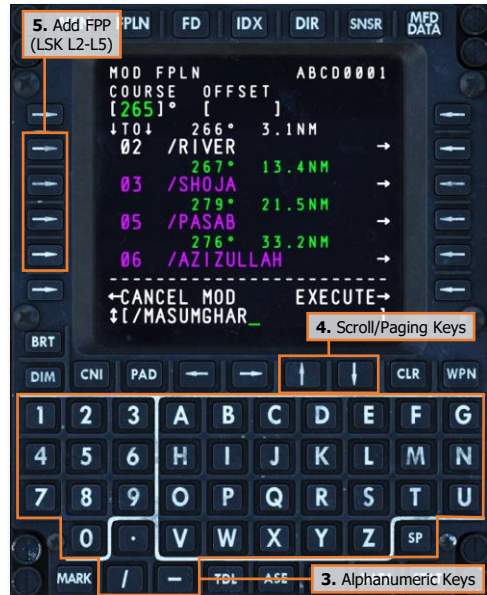 5. Add FPP
(LSK L2-L5)
FPLN
FD
IDX
DIR
SNSR
MFD
DATA
MOD FPLN ABCD0001
COURSE OFFSET
[265]° [ ]
↓TO↓ 266° 3.1NM
02 /RIVER →
267° 13.4NM
03 /SHOJA →
279° 21.5NM
05 /PASAB →
276° 33.2NM
06 /AZIZULLAH →
←CANCEL MOD EXECUTE→
↕[/MASUMGHAR_ ]
4. Scroll/Paging Keys
BRT
DIM
CNI
PAD
←
→
↑
↓
CLR
WPN
1 2 3 A B C D E F G
4 5 6 H I J K L M N
7 8 9 O P Q R S T U
0 . V W X Y Z SP
MARK / - TDL ASE
3. Alphanumeric Keys